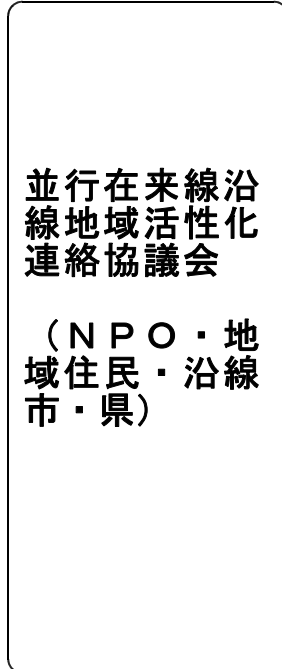 並行在来線沿
線地域活性化
連絡協議会
（ＮＰＯ・地
域住民・沿線
市・県）